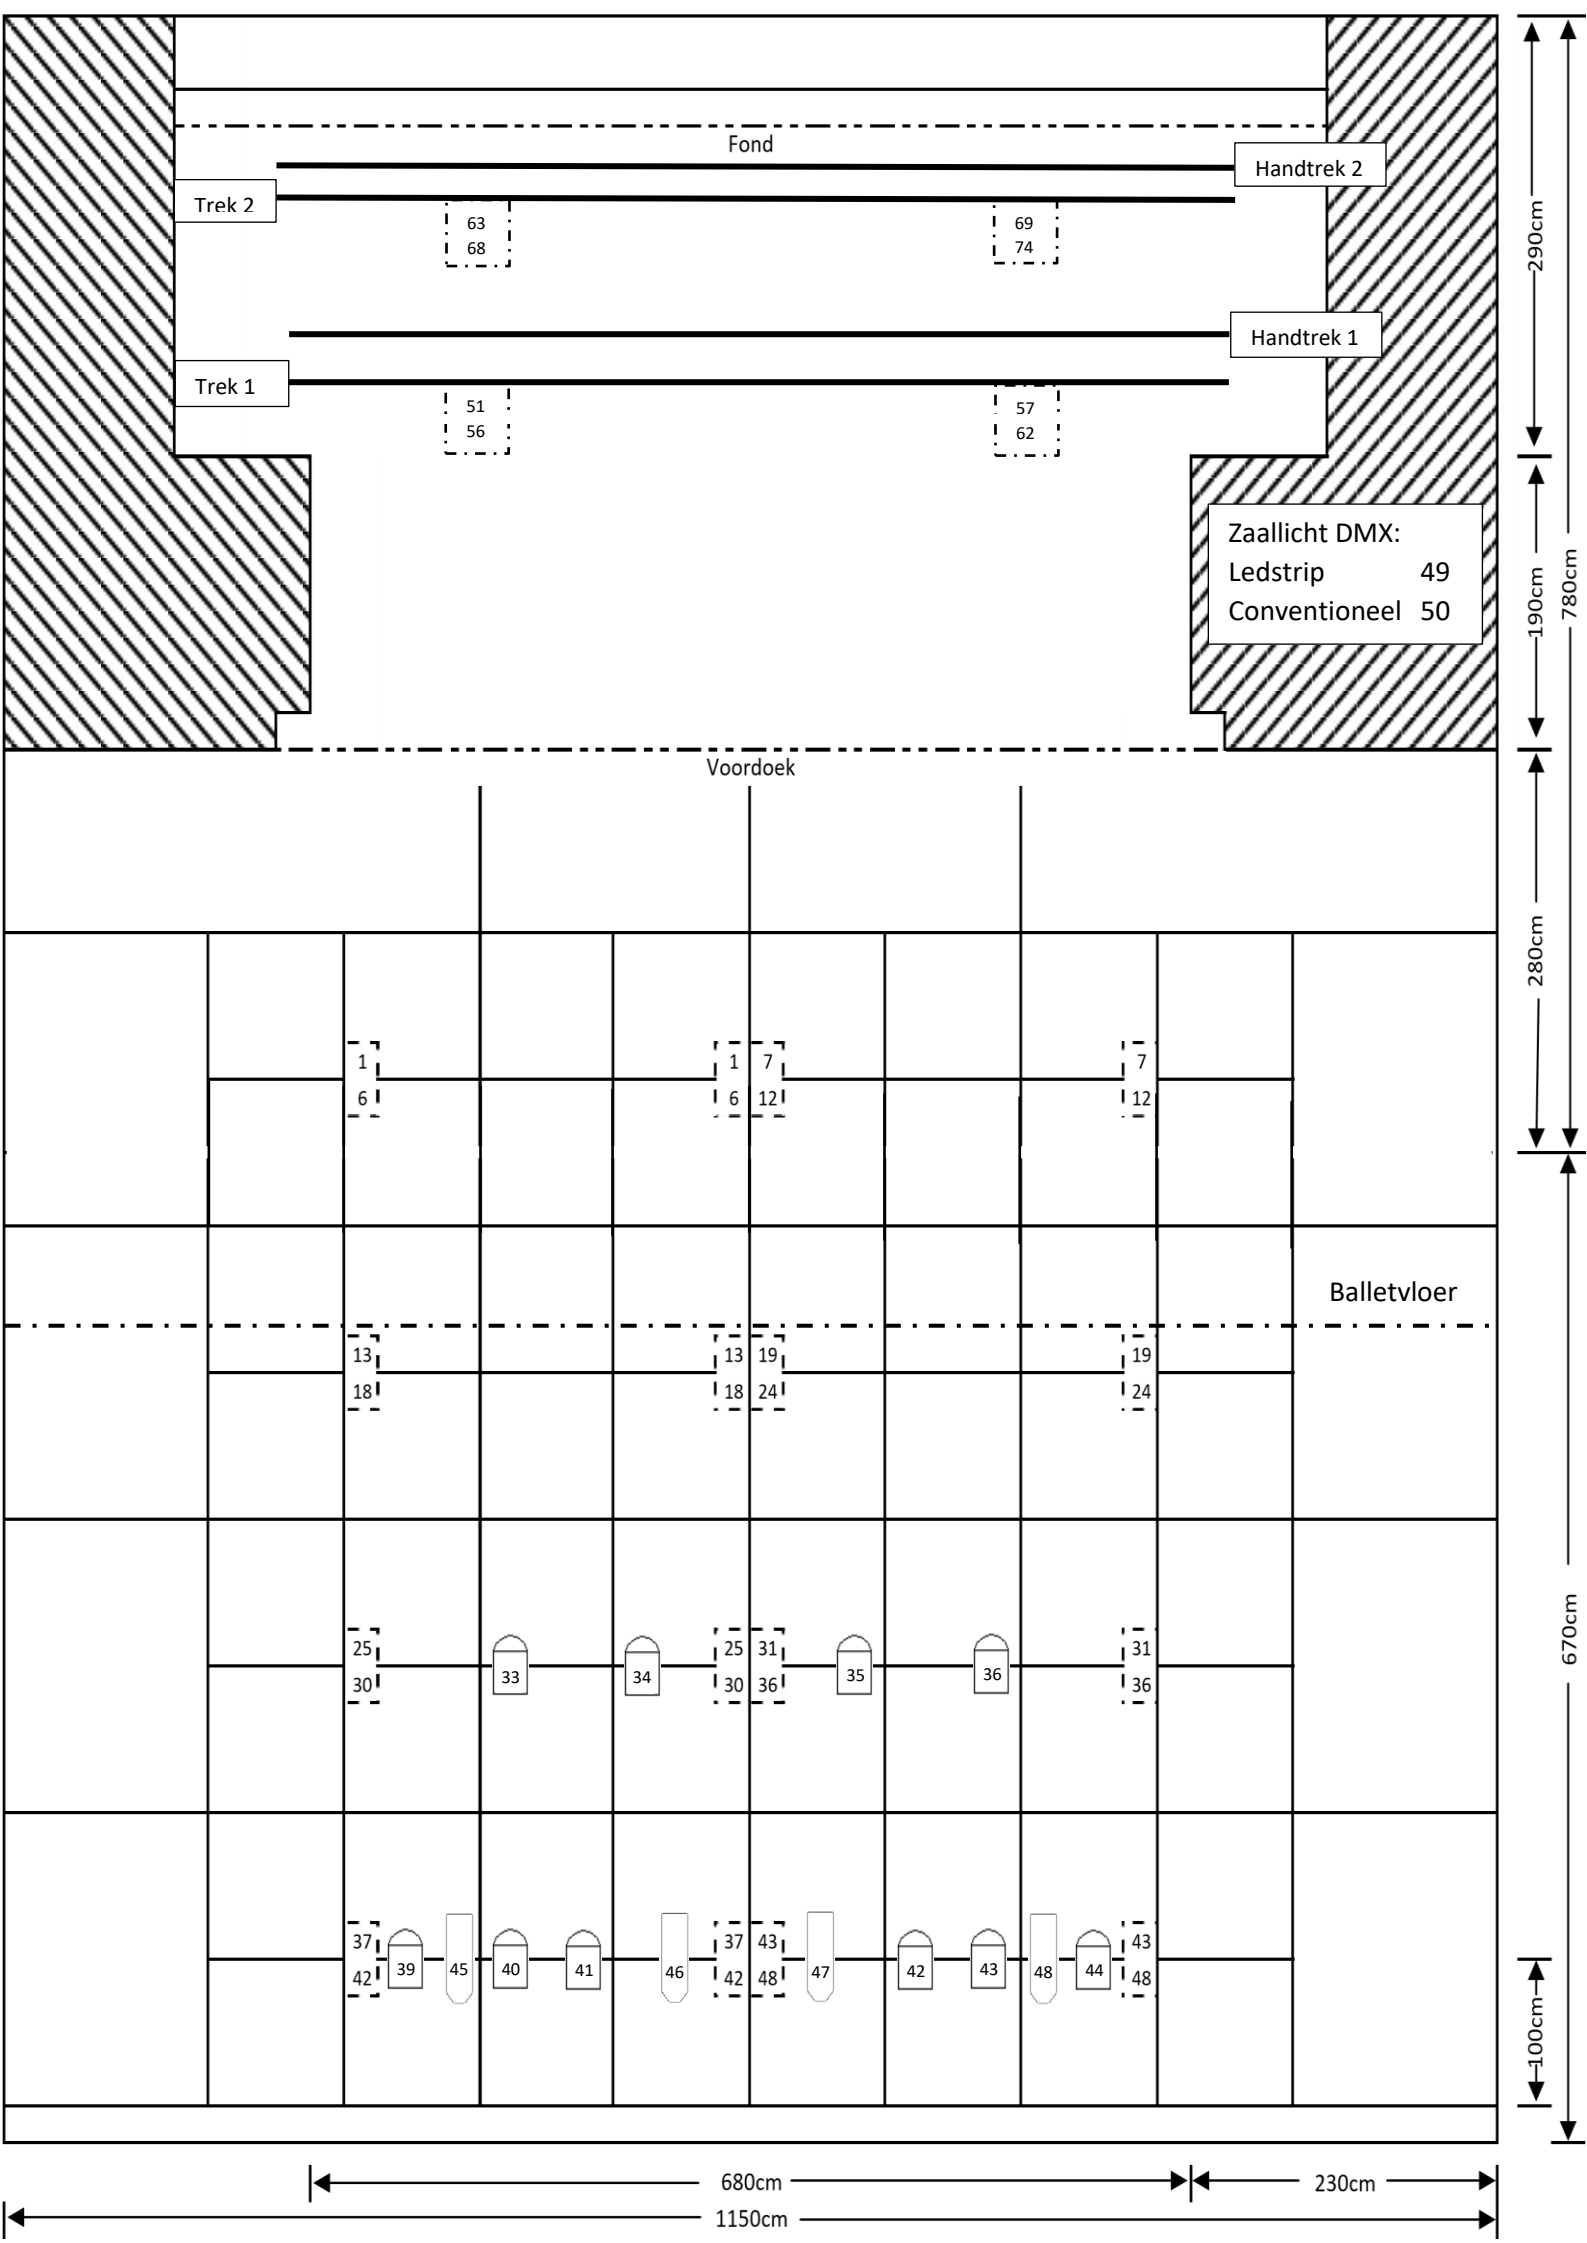 Fond
Handtrek 2
Trek 2
63 69
68 74
290cm
Handtrek 1
Trek 1
51 57
56 62
Zaallicht DMX:
Ledstrip 49
Conventioneel 50
190cm
780cm
Voordoek
280cm
1 1 7 7
6 6 12 12
Balletvloer
13 13 19 19
18 18 24 24
25 25 31 31
33 34 35 36
30 30 36 36
670cm
37 37 43 43
39 45 40 41 46 47 42 43 48 44
42 42 48 48
100cm
680cm 230cm
1150cm